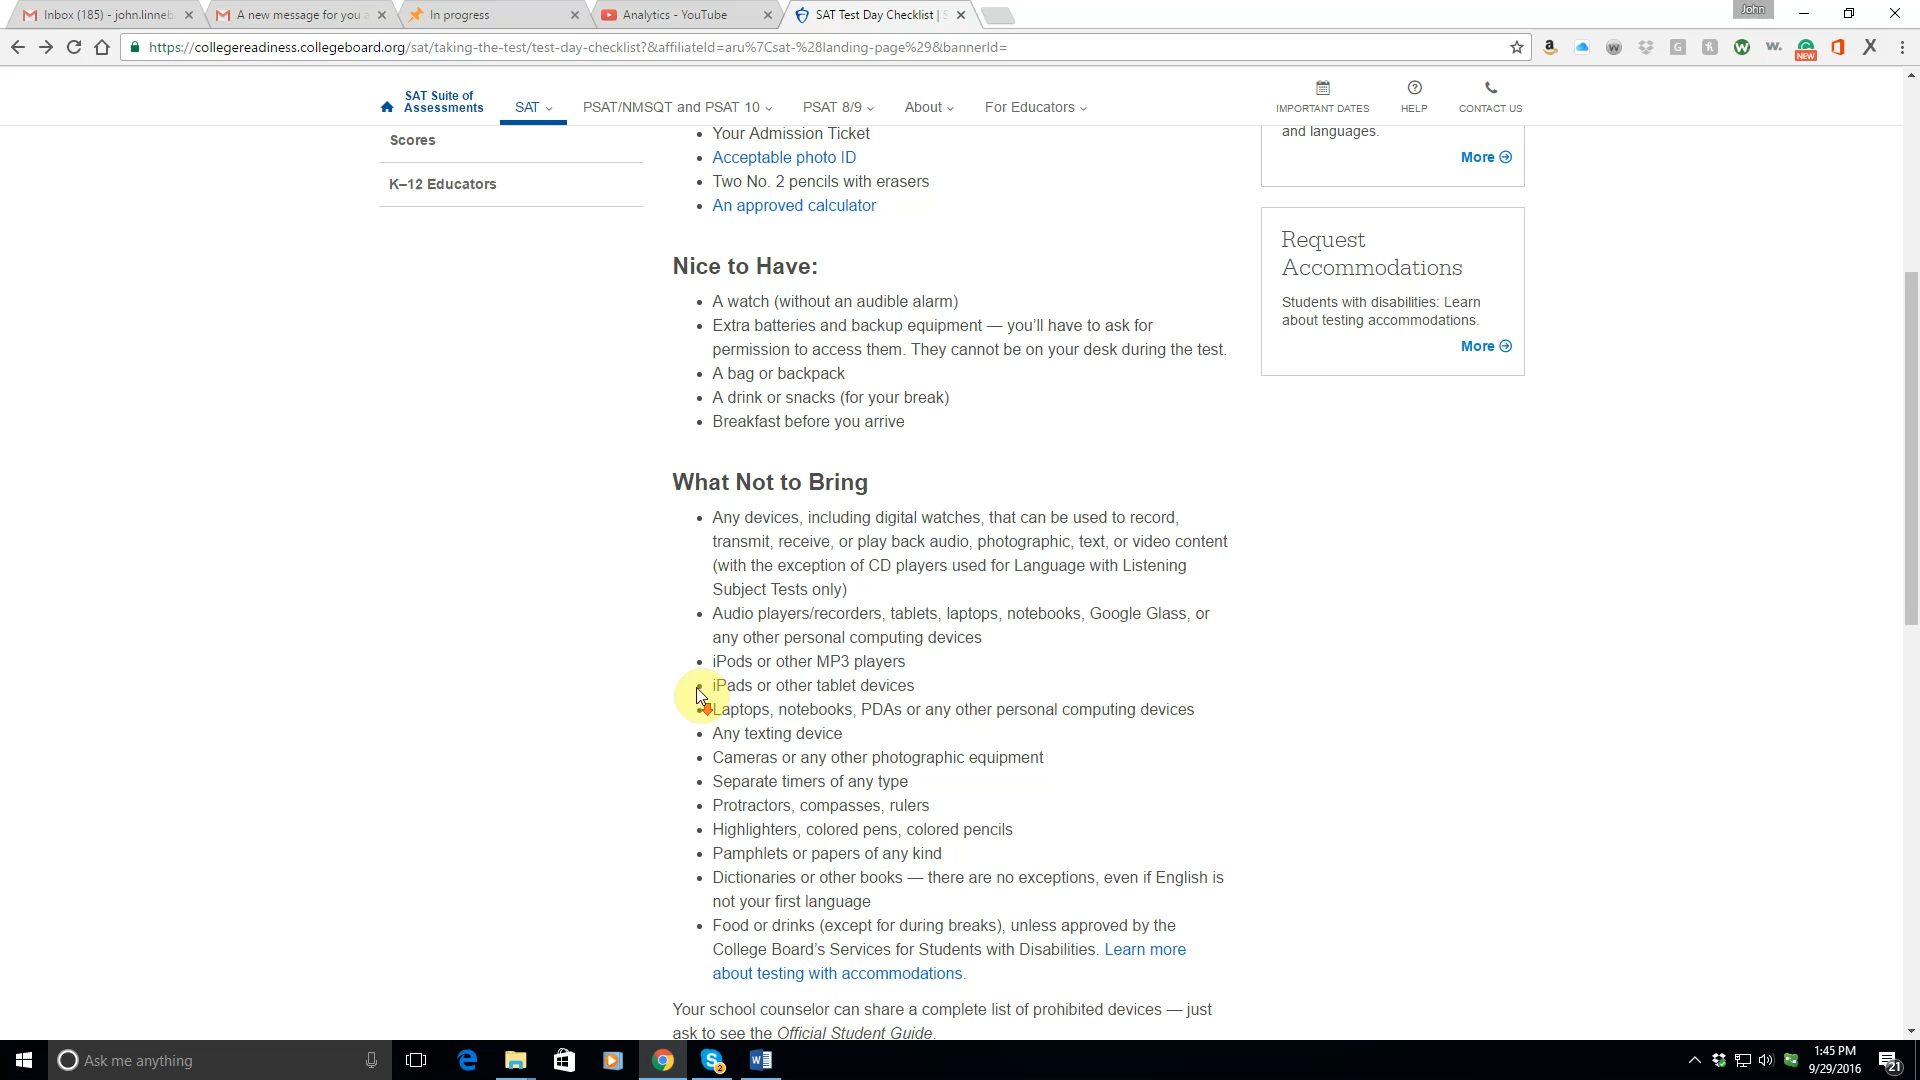 Inbox (185) - john.linneb
A new message for you a
In progress
Analytics - YouTube
SAT Test Day Checklist | S
John
https://collegereadiness.collegeboard.org/sat/taking-the-test/test-day-checklist?&affiliateId=aru%7Csat-%28landing-page%29&bannerId=
NEW
SAT Suite of
Assessments
SAT
PSAT/NMSQT and PSAT 10
PSAT 8/9
About
For Educators
IMPORTANT DATES
HELP
CONTACT US
Scores
K–12 Educators
• Your Admission Ticket
• Acceptable photo ID
• Two No. 2 pencils with erasers
• An approved calculator
Nice to Have:
• A watch (without an audible alarm)
• Extra batteries and backup equipment — you'll have to ask for
permission to access them. They cannot be on your desk during the test.
• A bag or backpack
• A drink or snacks (for your break)
• Breakfast before you arrive
What Not to Bring
• Any devices, including digital watches, that can be used to record,
transmit, receive, or play back audio, photographic, text, or video content
(with the exception of CD players used for Language with Listening
Subject Tests only)
• Audio players/recorders, tablets, laptops, notebooks, Google Glass, or
any other personal computing devices
• iPods or other MP3 players
• iPads or other tablet devices
• Laptops, notebooks, PDAs or any other personal computing devices
• Any texting device
• Cameras or any other photographic equipment
• Separate timers of any type
• Protractors, compasses, rulers
• Highlighters, colored pens, colored pencils
• Pamphlets or papers of any kind
• Dictionaries or other books — there are no exceptions, even if English is
not your first language
• Food or drinks (except for during breaks), unless approved by the
College Board's Services for Students with Disabilities. Learn more
about testing with accommodations.
Your school counselor can share a complete list of prohibited devices — just
ask to see the Official Student Guide.
and languages.
More
Request
Accommodations
Students with disabilities: Learn
about testing accommodations.
More
Ask me anything
2
1:45 PM
9/29/2016
21